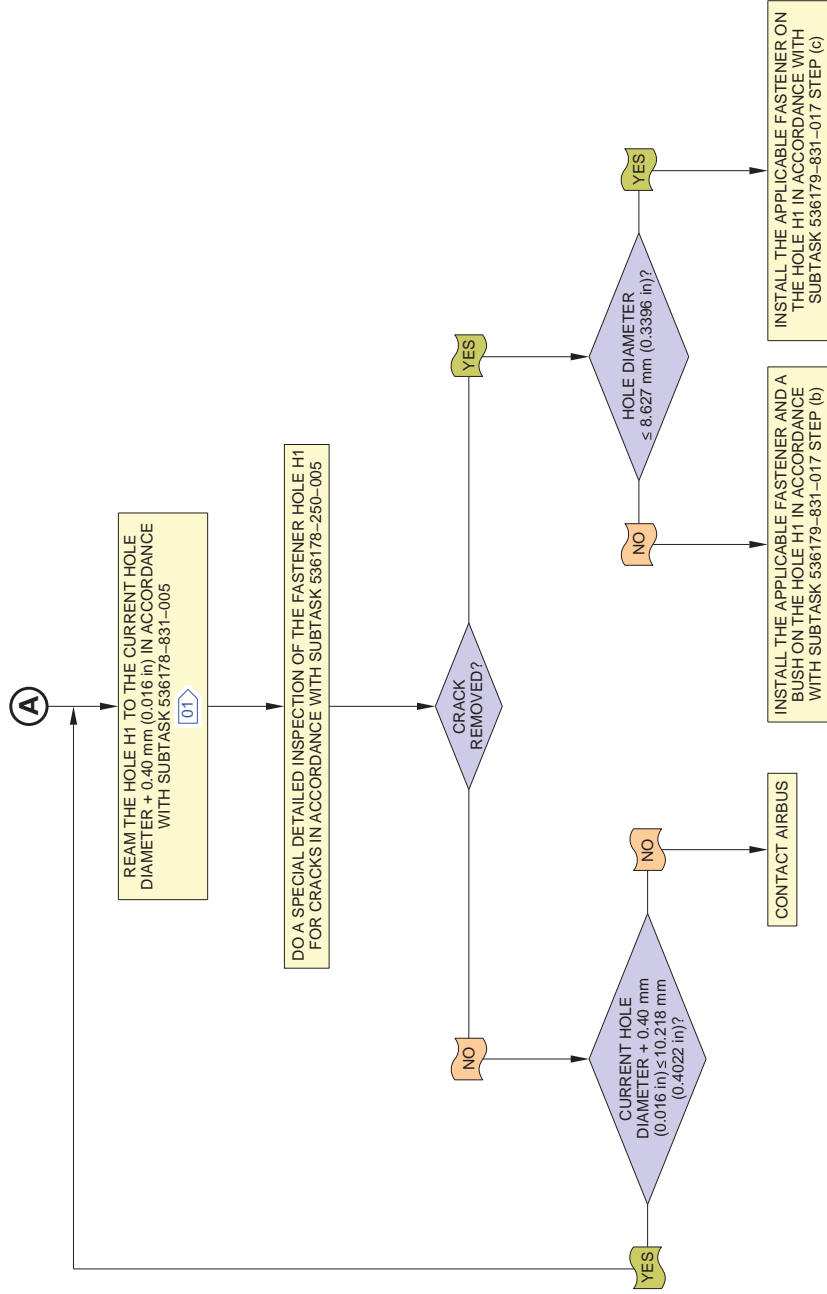 A
REAM THE HOLE H1 TO THE CURRENT HOLE
DIAMETER + 0.40 mm (0.016 in) IN ACCORDANCE
WITH SUBTASK 536178–831–005
01
DO A SPECIAL DETAILED INSPECTION OF THE FASTENER HOLE H1
FOR CRACKS IN ACCORDANCE WITH SUBTASK 536178–250–005
CRACK
REMOVED?
NO
YES
CURRENT HOLE
DIAMETER + 0.40 mm
(0.016 in) ≤ 10.218 mm
(0.4022 in)?
YES
NO
HOLE DIAMETER
≤ 8.627 mm (0.3396 in)?
NO
YES
CONTACT AIRBUS
INSTALL THE APPLICABLE FASTENER AND A
BUSH ON THE HOLE H1 IN ACCORDANCE
WITH SUBTASK 536179–831–017 STEP (b)
INSTALL THE APPLICABLE FASTENER ON
THE HOLE H1 IN ACCORDANCE WITH
SUBTASK 536179–831–017 STEP (c)